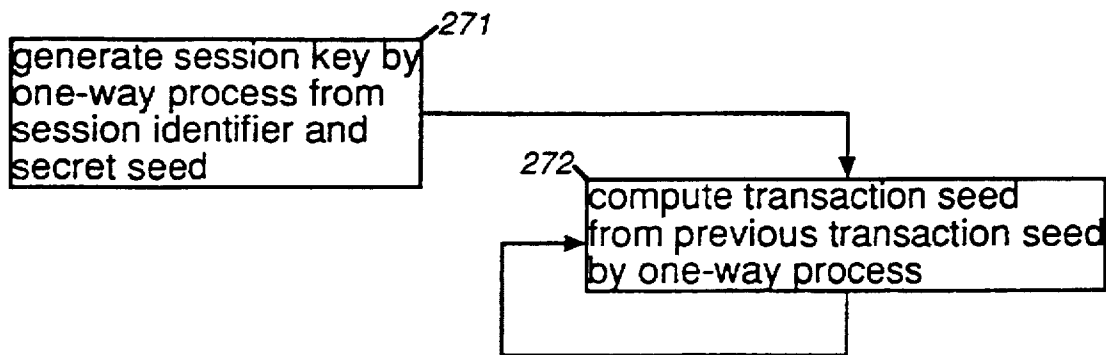 271
generate session key by
one-way process from
session identifier and
secret seed
272
compute transaction seed
from previous transaction seed
by one-way process